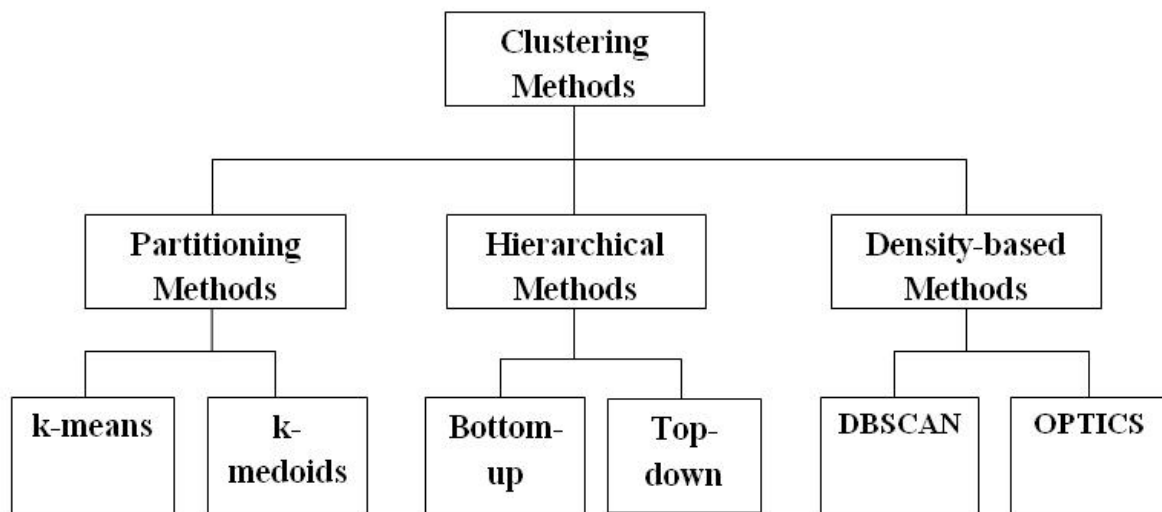 Clustering
Methods
Partitioning
Methods
Hierarchical
Methods
Density-based
Methods
k-means
k-
medoids
Bottom-
up
Top-
down
DBSCAN
OPTICS